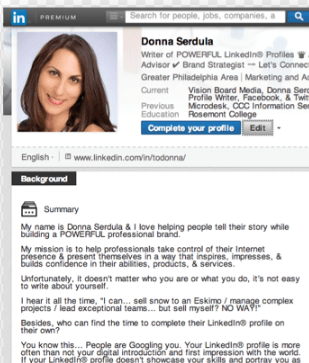 in PREMIUM Search for people, jobs, companies, a
Donna Serdula
Writer of POWERFUL LinkedIn® Profiles
Advisor ✔ Brand Strategist → Let's Connect
Greater Philadelphia Area | Marketing and Ad
Current Vision Board Media, Donna Serd
Profile Writer, Facebook, & Twit
Previous Microdesk, CCC Information Ser
Education Rosemont College
Complete your profile Edit
English · www.linkedin.com/in/todonna/
Background
Summary
My name is Donna Serdula & I love helping people tell their story while
building a POWERFUL professional brand.
My mission is to help professionals take control of their Internet
presence & present themselves in a way that inspires, impresses, &
builds confidence in their abilities, products, & services.
Unfortunately, it doesn't matter who you are or what you do, it's not easy
to write about yourself.
I hear it all the time, "I can... sell snow to an Eskimo / manage complex
projects / lead exceptional teams... but sell myself? NO WAY!"
Besides, who can find the time to complete their LinkedIn® profile on
their own?
You know this... People are Googling you. Your LinkedIn® profile is more
often than not your digital introduction and first impression with the world.
If your LinkedIn® profile doesn't showcase your skills and portray you as